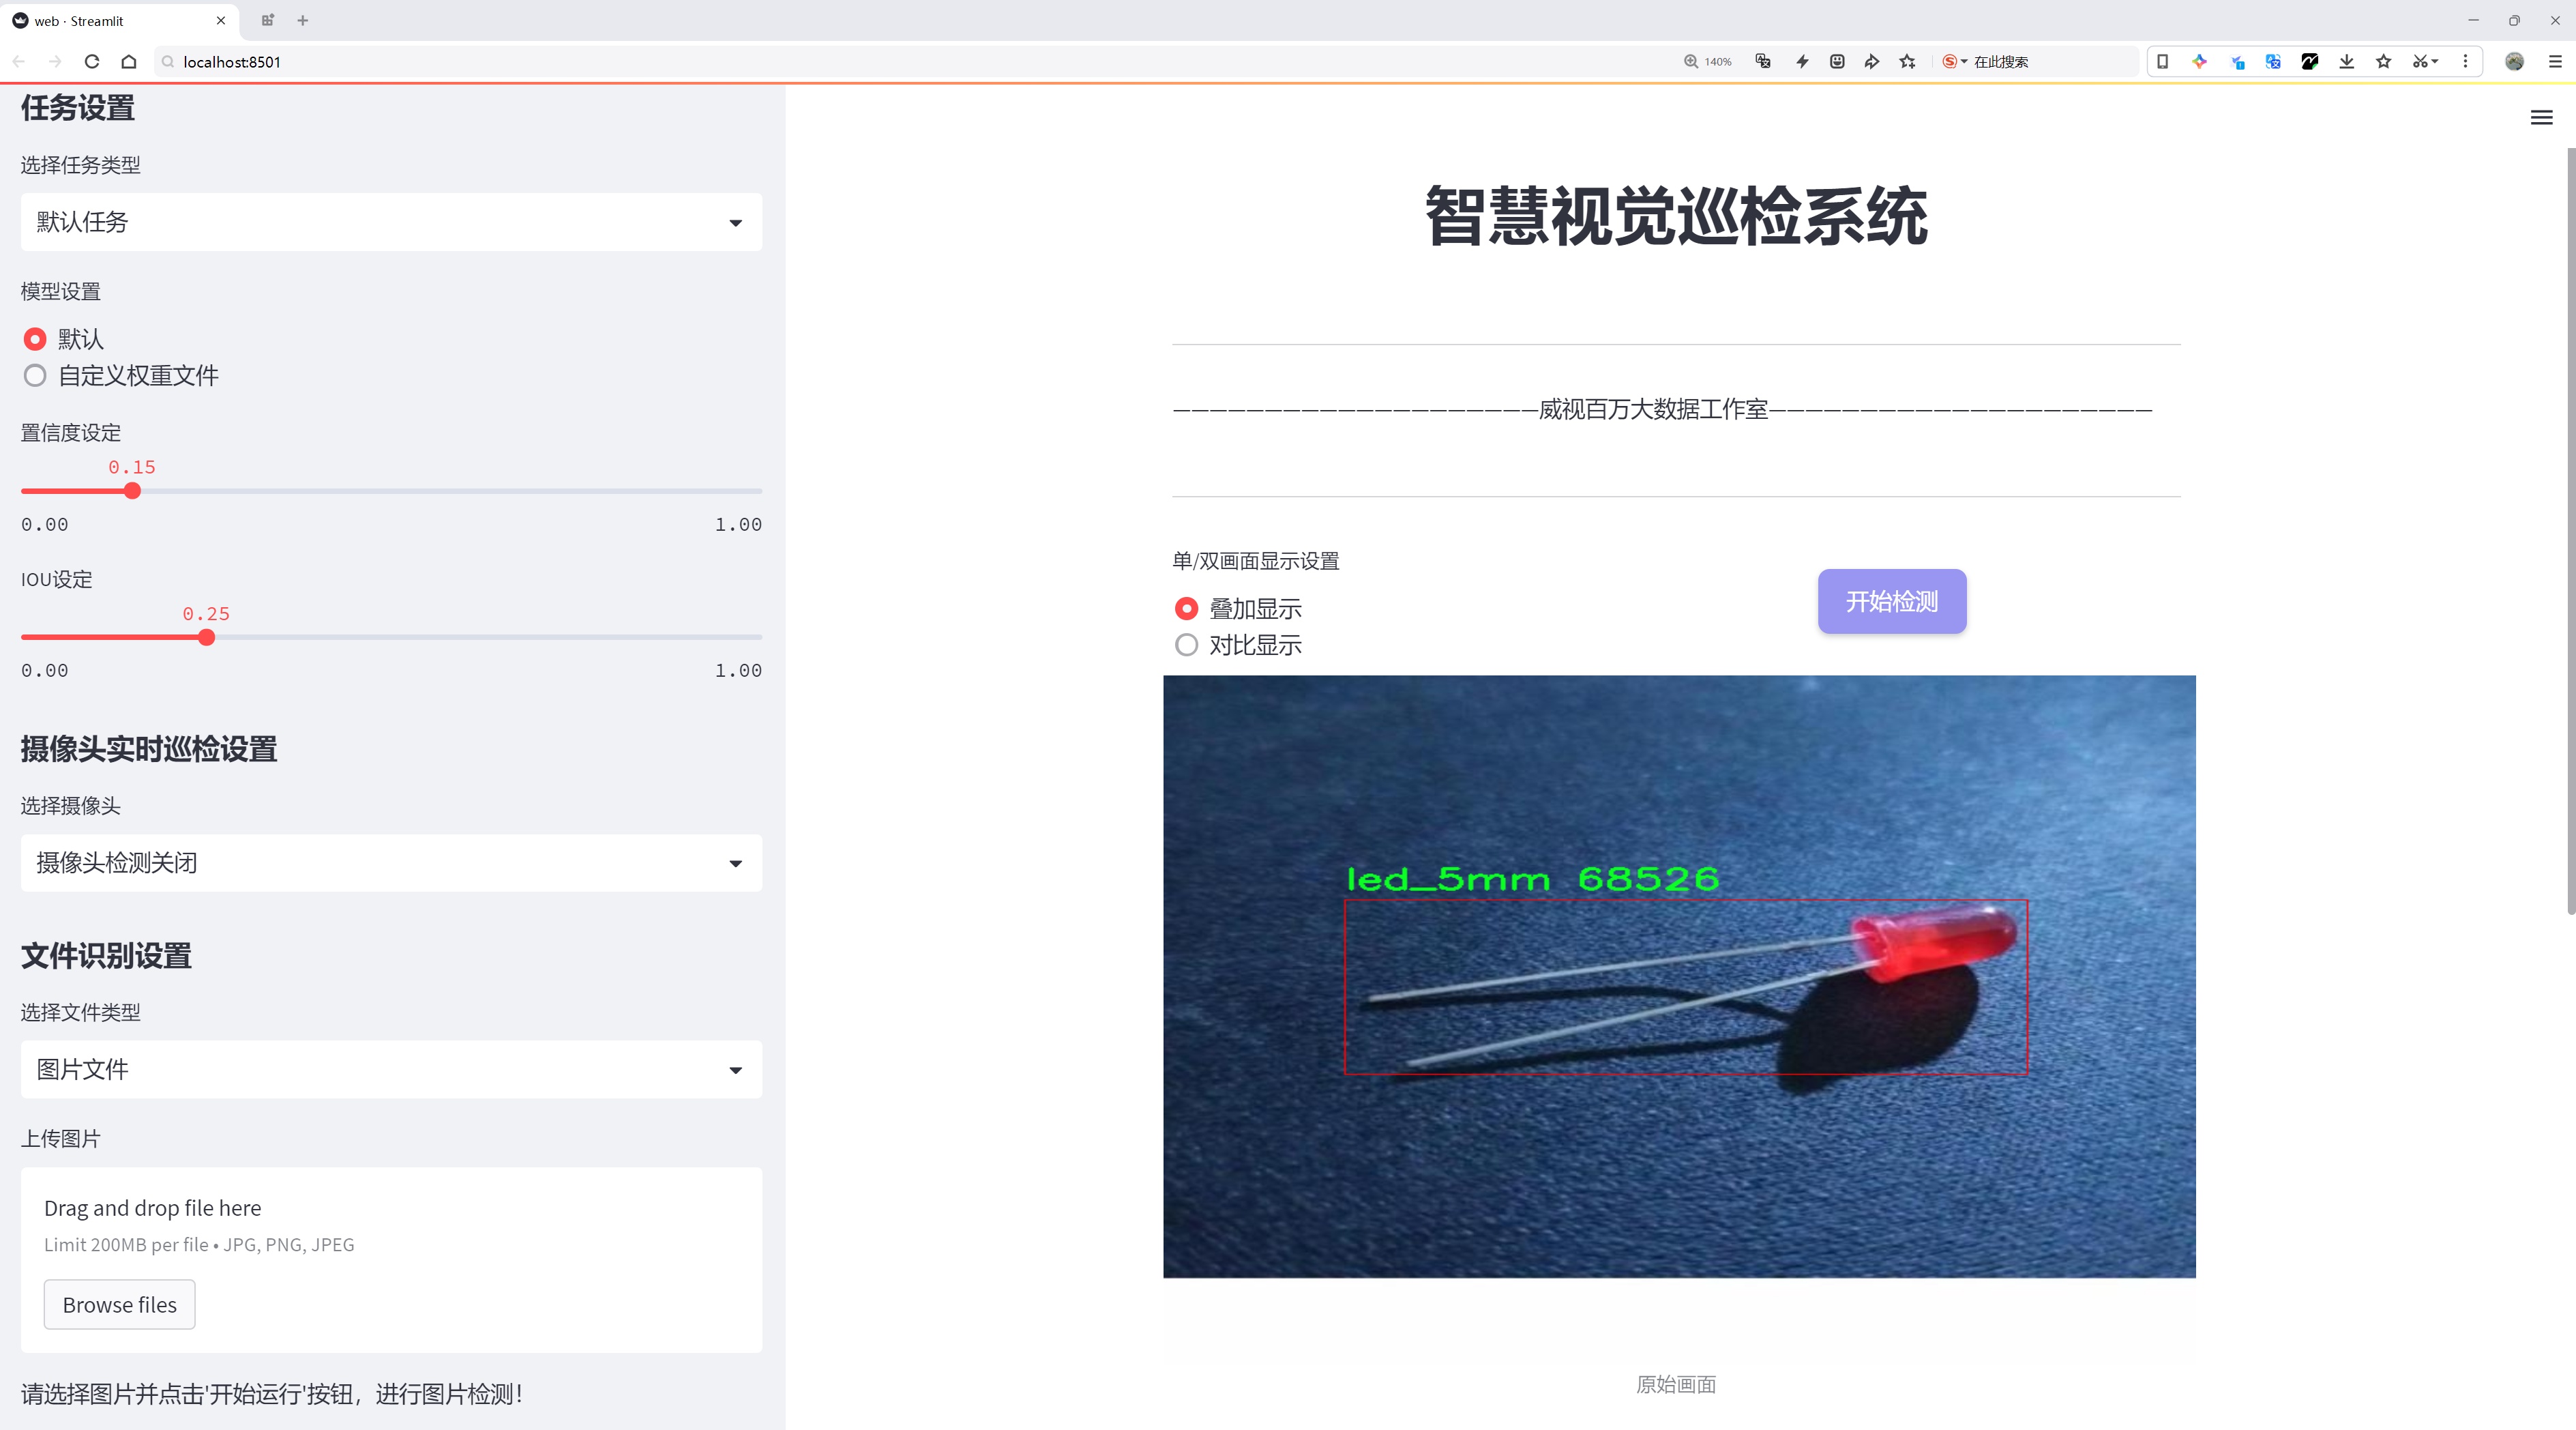 web · Streamlit
localhost:8501
140%
在此搜索
任务设置
选择任务类型
默认任务
模型设置
默认
自定义权重文件
置信度设定
0.15
0.00 1.00
IOU设定
0.25
0.00 1.00
摄像头实时巡检设置
选择摄像头
摄像头检测关闭
文件识别设置
选择文件类型
图片文件
上传图片
Drag and drop file here
Limit 200MB per file • JPG, PNG, JPEG
Browse files
请选择图片并点击'开始运行'按钮，进行图片检测！
智慧视觉巡检系统
————————————————————威视百万大数据工作室—————————————————————
单/双画面显示设置
叠加显示
对比显示
开始检测
led_5mm 68526
原始画面